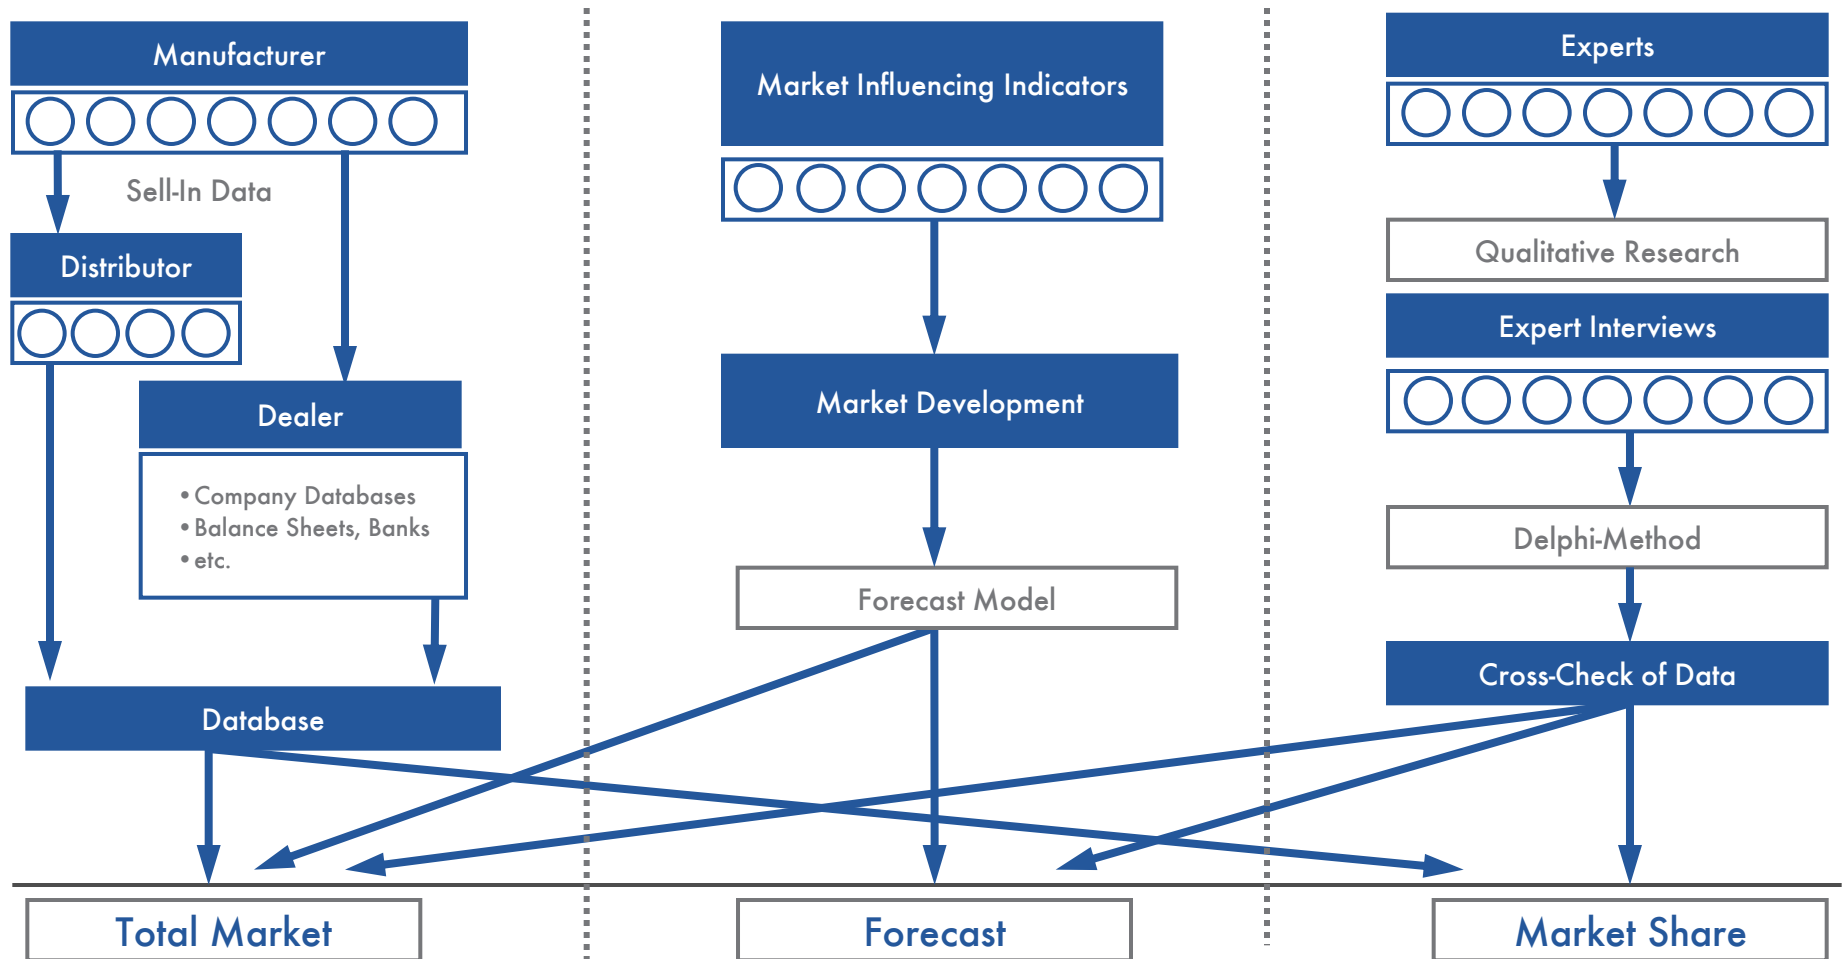 Manufacturer
Sell-In Data
Distributor
Dealer
• Company Databases
• Balance Sheets, Banks
• etc.
Database
Total Market
Market Influencing Indicators
Market Development
Forecast Model
Forecast
Experts
Qualitative Research
Expert Interviews
Delphi-Method
Cross-Check of Data
Market Share